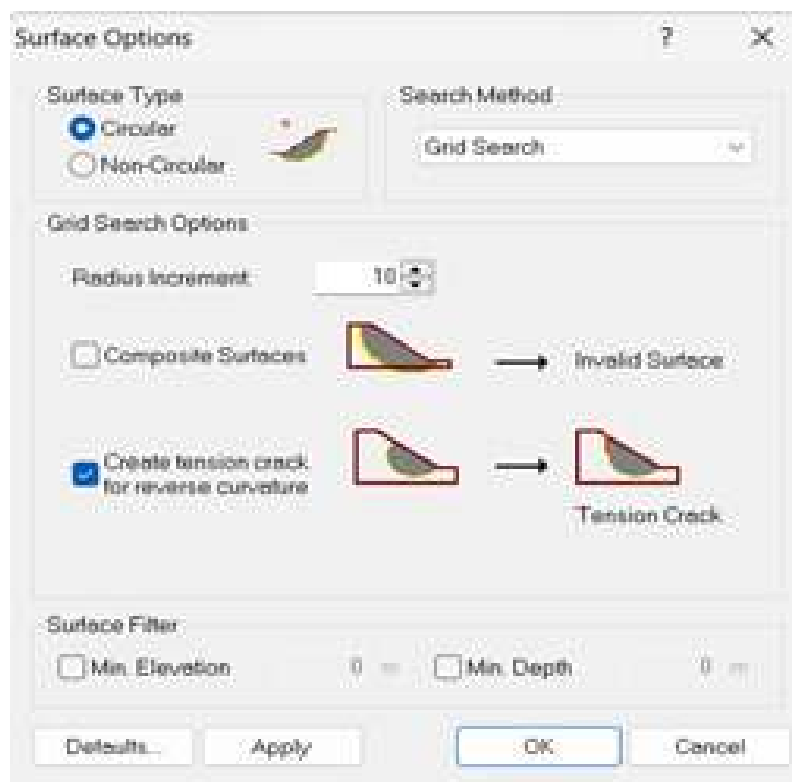 Surface Options
?
Surface Type
Circular
Non-Circular
Search Method
Grid Search
Grid Search Options
Radius Increment
10
Composite Surfaces
Invalid Surface
Create tension crack
for reverse curvature
Tension Crack
Surface Filter
Min. Elevation
0 m
Min. Depth
0 m
Defaults...
Apply
OK
Cancel